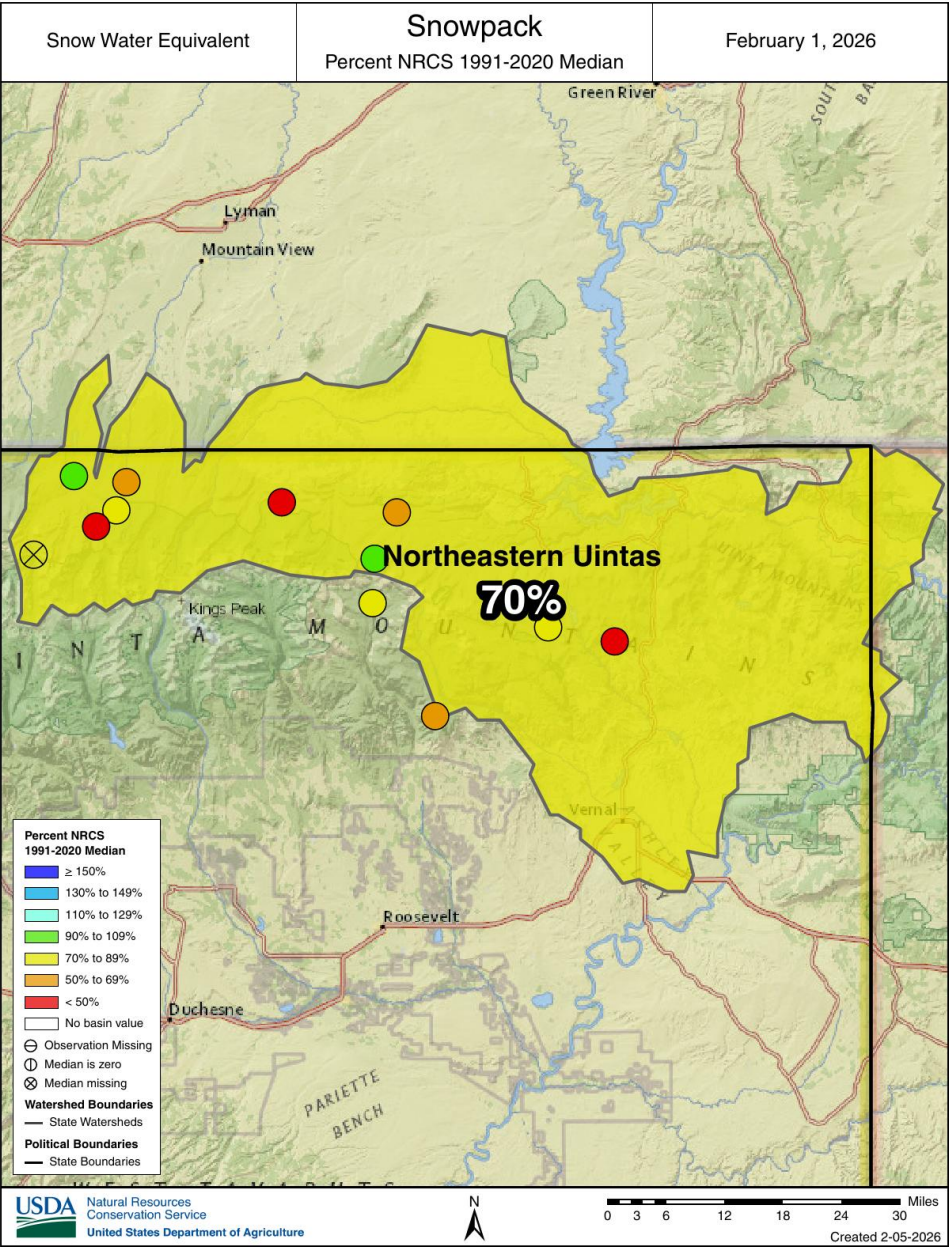 Snow Water Equivalent
Snowpack
Percent NRCS 1991-2020 Median
February 1, 2026
Green River
SOUT
BA
Lyman
Mountain View
Northeastern Uintas
70%
UINTA MOUNTAINS
Kings Peak
I N T A M O U N T A I N S
Vernal
ASHLEY
VALLEY
Roosevelt
Duchesne
PARIETTE
BENCH
Percent NRCS
1991-2020 Median
≥ 150%
130% to 149%
110% to 129%
90% to 109%
70% to 89%
50% to 69%
< 50%
No basin value
Observation Missing
Median is zero
Median missing
Watershed Boundaries
State Watersheds
Political Boundaries
State Boundaries
USDA
Natural Resources
Conservation Service
United States Department of Agriculture
N
Miles
0 3 6 12 18 24 30
Created 2-05-2026